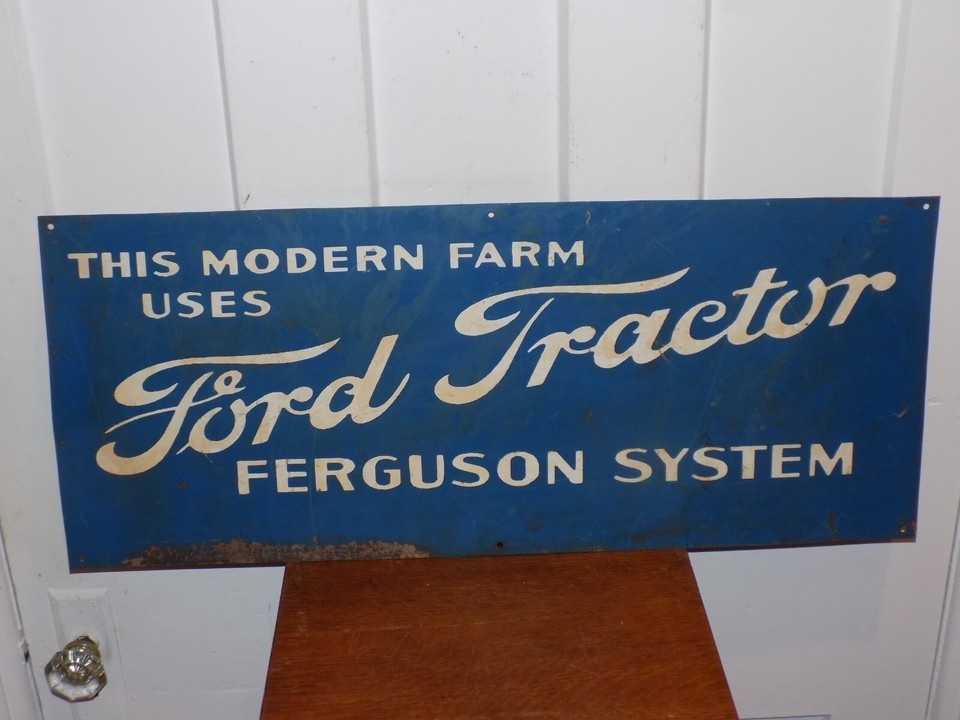 THIS MODERN FARM
USES
Ford Tractor
FERGUSON SYSTEM